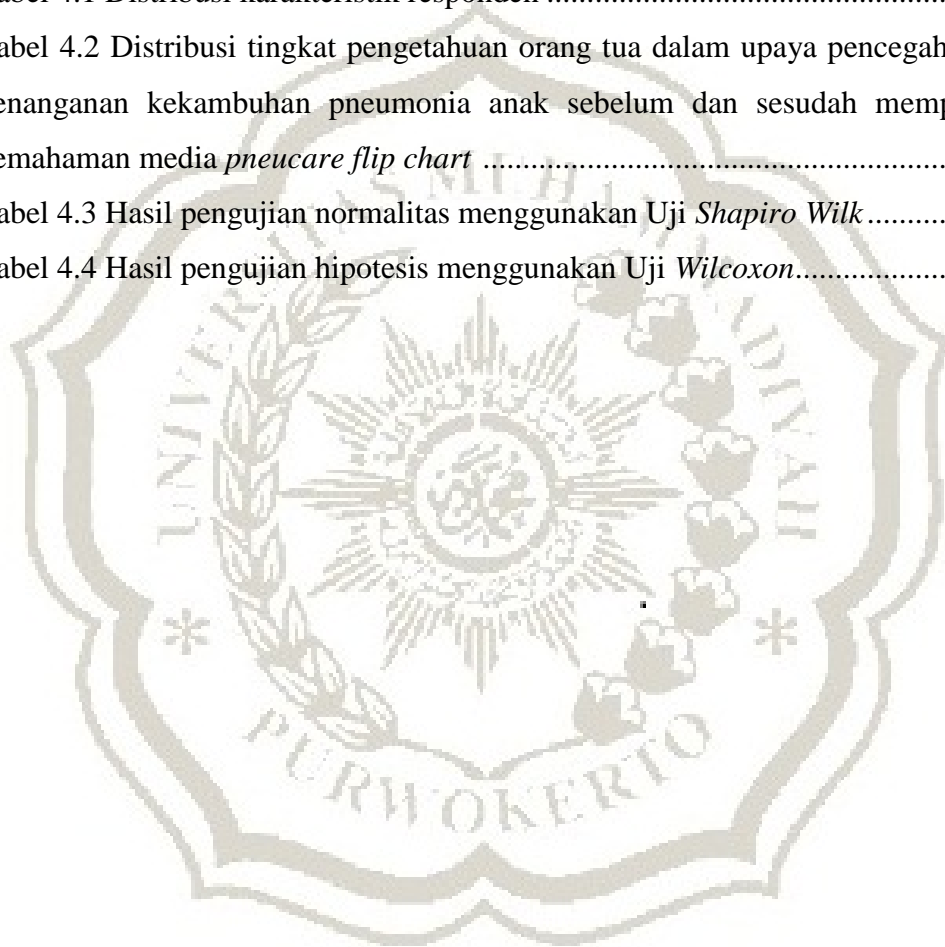 abel 4.1 Distribusi karakteristik responden ................................................
abel 4.2 Distribusi tingkat pengetahuan orang tua dalam upaya pencegah
enanganan kekambuhan pneumonia anak sebelum dan sesudah memp
emahaman media pneucare flip chart ..........................................................
abel 4.3 Hasil pengujian normalitas menggunakan Uji Shapiro Wilk..........
abel 4.4 Hasil pengujian hipotesis menggunakan Uji Wilcoxon...................
UNIVERSITAS MUHAMMADIYAH
PURWOKERTO